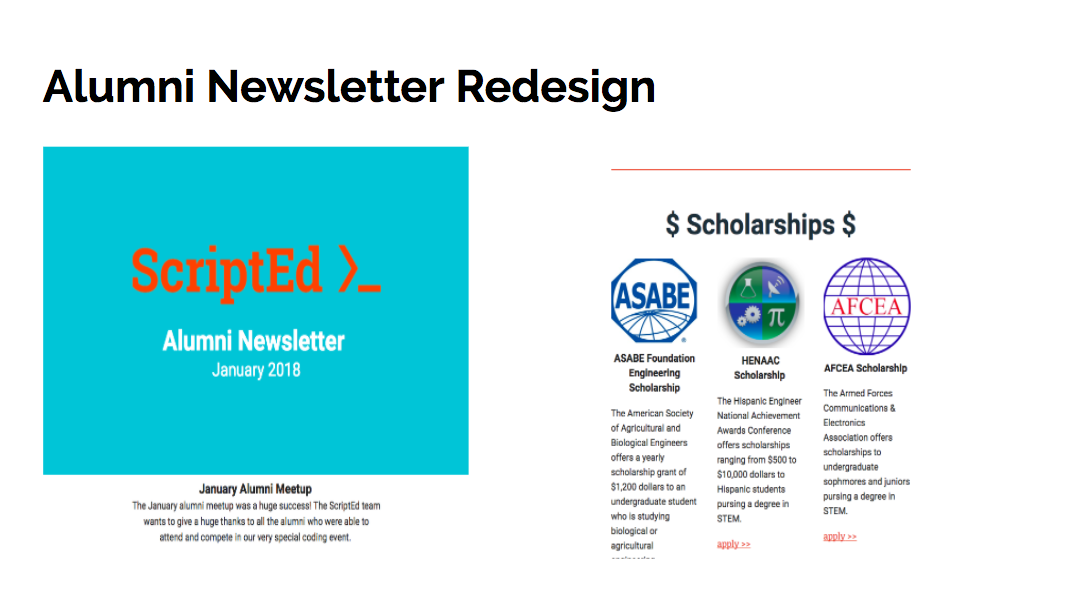 Alumni Newsletter Redesign
ScriptEd >_
Alumni Newsletter
January 2018
January Alumni Meetup
The January alumni meetup was a huge success! The ScriptEd team
wants to give a huge thanks to all the alumni who were able to
attend and compete in our very special coding event.
$ Scholarships $
ASABE
ASABE Foundation
Engineering
Scholarship
The American Society
of Agricultural and
Biological Engineers
offers a yearly
scholarship grant of
$1,200 dollars to an
undergraduate student
who is studying
biological or
agricultural
engineering
π
HENAAC
Scholarship
The Hispanic Engineer
National Achievement
Awards Conference
offers scholarships
ranging from $500 to
$10,000 dollars to
Hispanic students
pursing a degree in
STEM.
apply >>
AFCEA
AFCEA Scholarship
The Armed Forces
Communications &
Electronics
Association offers
scholarships to
undergraduate
sophmores and juniors
pursing a degree in
STEM.
apply >>